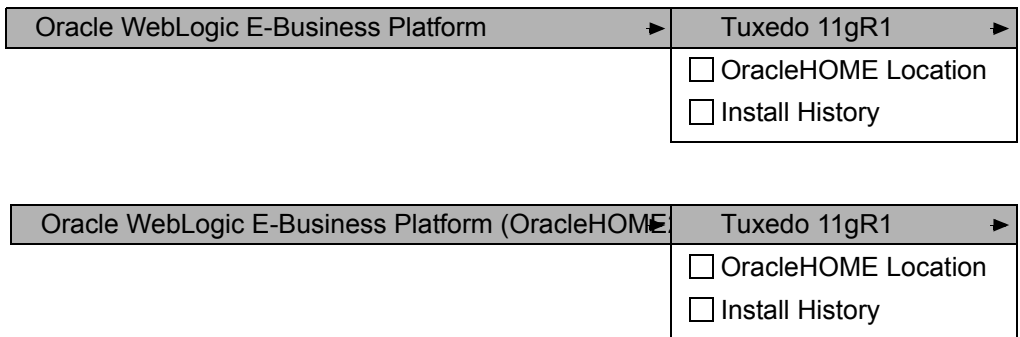 Oracle WebLogic E-Business Platform Tuxedo 11gR1
OracleHOME Location
Install History
Oracle WebLogic E-Business Platform (OracleHOME2 Tuxedo 11gR1
OracleHOME Location
Install History